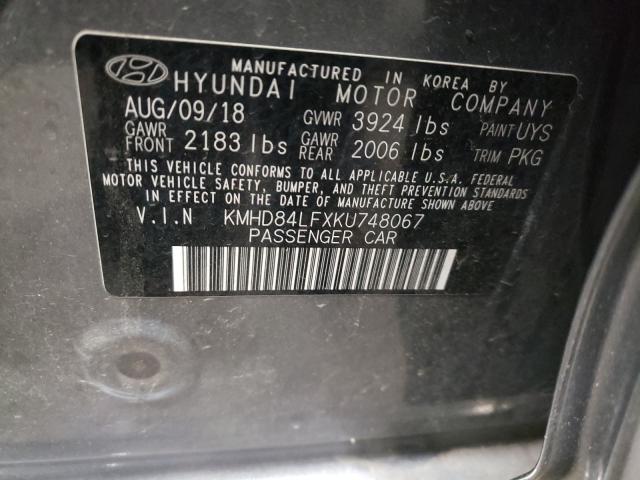 MANUFACTURED IN KOREA BY
HYUNDAI MOTOR COMPANY
AUG/09/18 GVWR 3924 lbs PAINT UYS
GAWR FRONT 2183 lbs GAWR REAR 2006 lbs TRIM PKG
THIS VEHICLE CONFORMS TO ALL APPLICABLE U.S.A. FEDERAL
MOTOR VEHICLE SAFETY, BUMPER, AND THEFT PREVENTION STANDARDS
IN EFFECT ON THE DATE OF MANUFACTURE SHOWN ABOVE
V.I.N KMHD84LFXKU748067
PASSENGER CAR